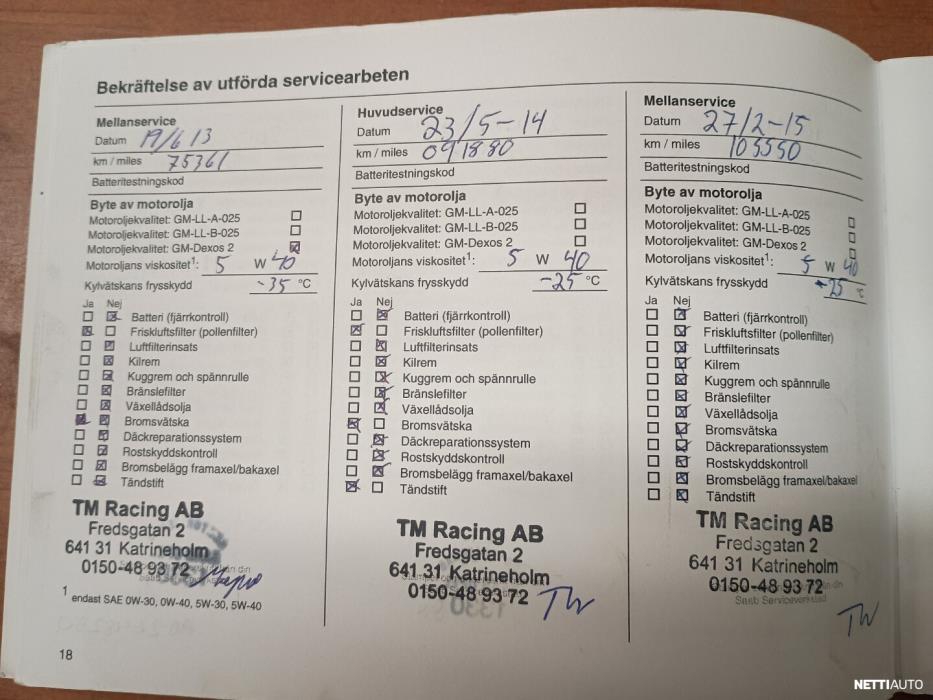 Bekräftelse av utförda servicearbeten
Mellanservice
Datum 19/6 13
km / miles 75361
Batteritestningskod
Byte av motorolja
Motoroljekvalitet: GM-LL-A-025
Motoroljekvalitet: GM-LL-B-025
Motoroljekvalitet: GM-Dexos 2
Motoroljans viskositet1: 5 W 40
Kylvätskans frysskydd -35 °C
Ja Nej
Batteri (fjärrkontroll)
Friskluftsfilter (pollenfilter)
Luftfilterinsats
Kilrem
Kuggrem och spännrulle
Bränslefilter
Växellådsolja
Bromsvätska
Däckreparationssystem
Rostskyddskontroll
Bromsbelägg framaxel/bakaxel
Tändstift
TM Racing AB
Fredsgatan 2
641 31 Katrineholm
0150-48 93 72
1 endast SAE 0W-30, 0W-40, 5W-30, 5W-40
18
Huvudservice
Datum 23/5-14
km / miles 091880
Batteritestningskod
Byte av motorolja
Motoroljekvalitet: GM-LL-A-025
Motoroljekvalitet: GM-LL-B-025
Motoroljekvalitet: GM-Dexos 2
Motoroljans viskositet1: 5 W 40
Kylvätskans frysskydd -25 °C
Ja Nej
Batteri (fjärrkontroll)
Friskluftsfilter (pollenfilter)
Luftfilterinsats
Kilrem
Kuggrem och spännrulle
Bränslefilter
Växellådsolja
Bromsvätska
Däckreparationssystem
Rostskyddskontroll
Bromsbelägg framaxel/bakaxel
Tändstift
TM Racing AB
Fredsgatan 2
641 31 Katrineholm
0150-48 93 72
TW
Mellanservice
Datum 27/2-15
km / miles 103550
Batteritestningskod
Byte av motorolja
Motoroljekvalitet: GM-LL-A-025
Motoroljekvalitet: GM-LL-B-025
Motoroljekvalitet: GM-Dexos 2
Motoroljans viskositet1: 5 W 40
Kylvätskans frysskydd -25 °C
Ja Nej
Batteri (fjärrkontroll)
Friskluftsfilter (pollenfilter)
Luftfilterinsats
Kilrem
Kuggrem och spännrulle
Bränslefilter
Växellådsolja
Bromsvätska
Däckreparationssystem
Rostskyddskontroll
Bromsbelägg framaxel/bakaxel
Tändstift
TM Racing AB
Fredsgatan 2
641 31 Katrineholm
0150-48 93 72
Saab Serviceverkstad
TW
NETTIAUTO